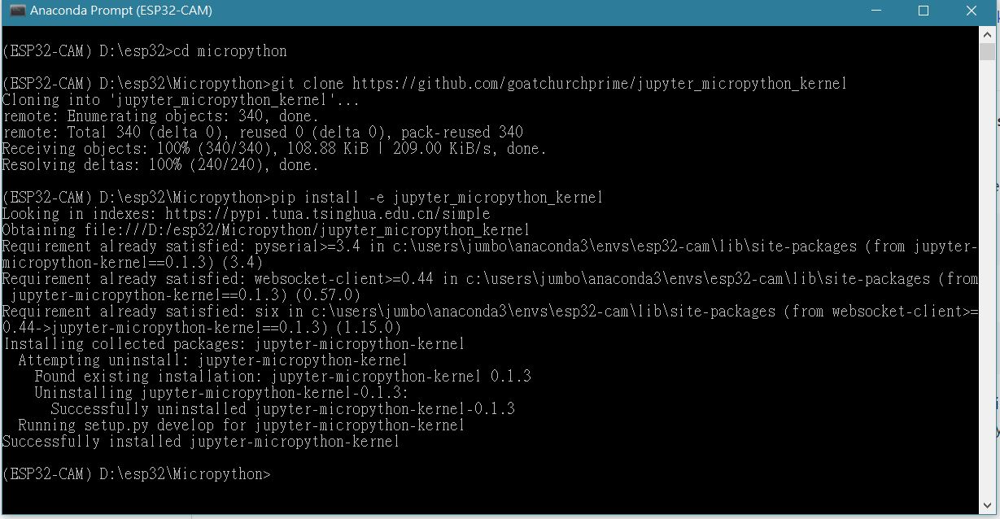 Anaconda Prompt (ESP32-CAM)
(ESP32-CAM) D:\esp32>cd micropython
(ESP32-CAM) D:\esp32\Micropython>git clone https://github.com/goatchurchprime/jupyter_micropython_kernel
Cloning into 'jupyter_micropython_kernel'...
remote: Enumerating objects: 340, done.
remote: Total 340 (delta 0), reused 0 (delta 0), pack-reused 340
Receiving objects: 100% (340/340), 108.88 KiB | 209.00 KiB/s, done.
Resolving deltas: 100% (240/240), done.
(ESP32-CAM) D:\esp32\Micropython>pip install -e jupyter_micropython_kernel
Looking in indexes: https://pypi.tuna.tsinghua.edu.cn/simple
Obtaining file:///D:/esp32/Micropython/jupyter_micropython_kernel
Requirement already satisfied: pyserial>=3.4 in c:\users\jumbo\anaconda3\envs\esp32-cam\lib\site-packages (from jupyter-
micropython-kernel==0.1.3) (3.4)
Requirement already satisfied: websocket-client>=0.44 in c:\users\jumbo\anaconda3\envs\esp32-cam\lib\site-packages (from
 jupyter-micropython-kernel==0.1.3) (0.57.0)
Requirement already satisfied: six in c:\users\jumbo\anaconda3\envs\esp32-cam\lib\site-packages (from websocket-client>=
0.44->jupyter-micropython-kernel==0.1.3) (1.15.0)
Installing collected packages: jupyter-micropython-kernel
  Attempting uninstall: jupyter-micropython-kernel
    Found existing installation: jupyter-micropython-kernel 0.1.3
    Uninstalling jupyter-micropython-kernel-0.1.3:
      Successfully uninstalled jupyter-micropython-kernel-0.1.3
  Running setup.py develop for jupyter-micropython-kernel
Successfully installed jupyter-micropython-kernel
(ESP32-CAM) D:\esp32\Micropython>